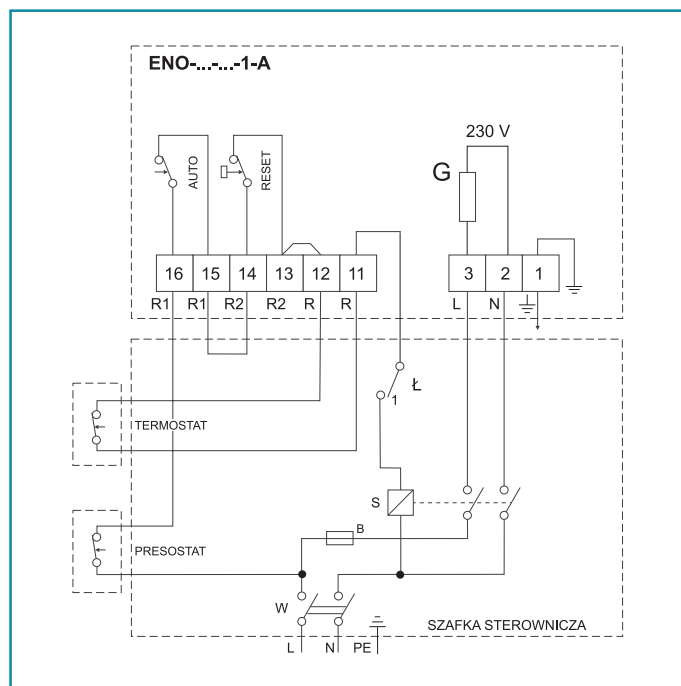 ENO-...-...-1-A
230 V
G
AUTO
RESET
16 15 14 13 12 11
3 2 1
R1 R1 R2 R2 R R
L N
Ł
1
TERMOSTAT
S
B
PRESOSTAT
W
SZAFKA STEROWNICZA
L N PE